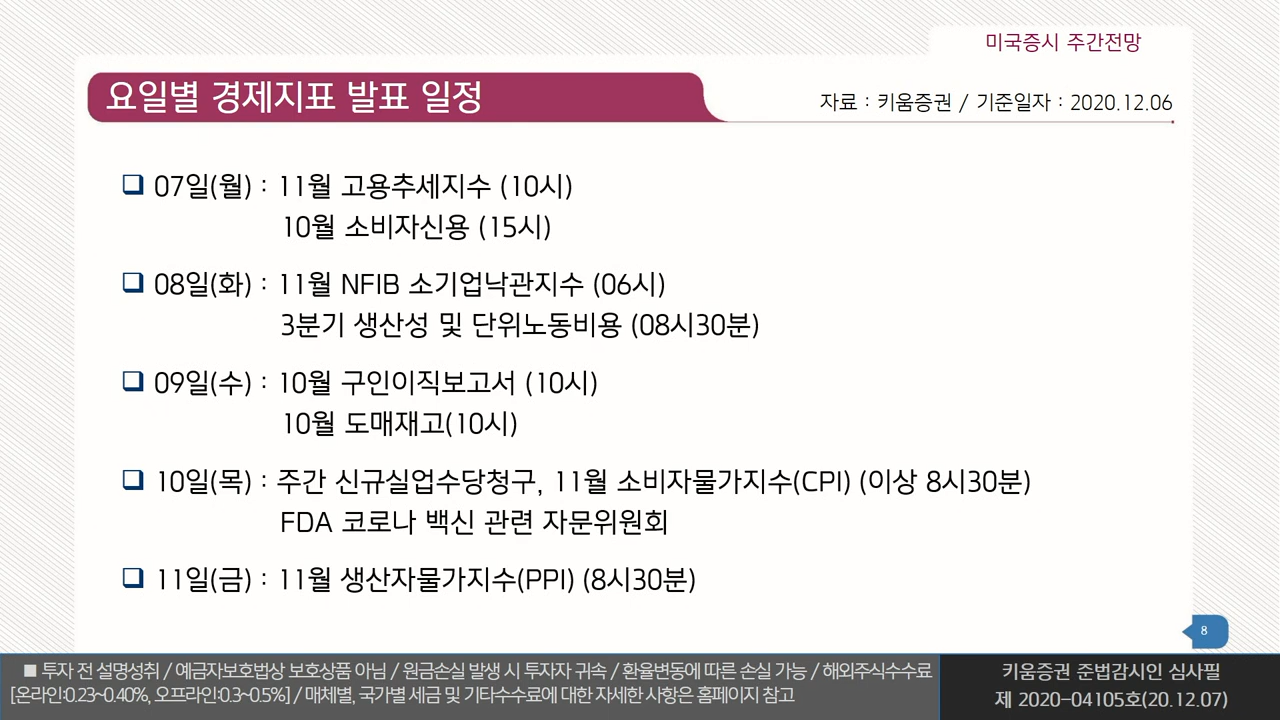 미국증시 주간전망
요일별 경제지표 발표 일정
자료 : 키움증권 / 기준일자 : 2020.12.06
❑ 07일(월) : 11월 고용추세지수 (10시)
10월 소비자신용 (15시)
❑ 08일(화) : 11월 NFIB 소기업낙관지수 (06시)
3분기 생산성 및 단위노동비용 (08시30분)
❑ 09일(수) : 10월 구인이직보고서 (10시)
10월 도매재고(10시)
❑ 10일(목) : 주간 신규실업수당청구, 11월 소비자물가지수(CPI) (이상 8시30분)
FDA 코로나 백신 관련 자문위원회
❑ 11일(금) : 11월 생산자물가지수(PPI) (8시30분)
8
■ 투자 전 설명성취 / 예금자보호법상 보호상품 아님 / 원금손실 발생 시 투자자 귀속 / 환율변동에 따른 손실 가능 / 해외주식수수료
[온라인:0.23~0.40%, 오프라인:0.3~0.5%] / 매체별, 국가별 세금 및 기타수수료에 대한 자세한 사항은 홈페이지 참고
키움증권 준법감시인 심사필
제 2020-04105호(20.12.07)